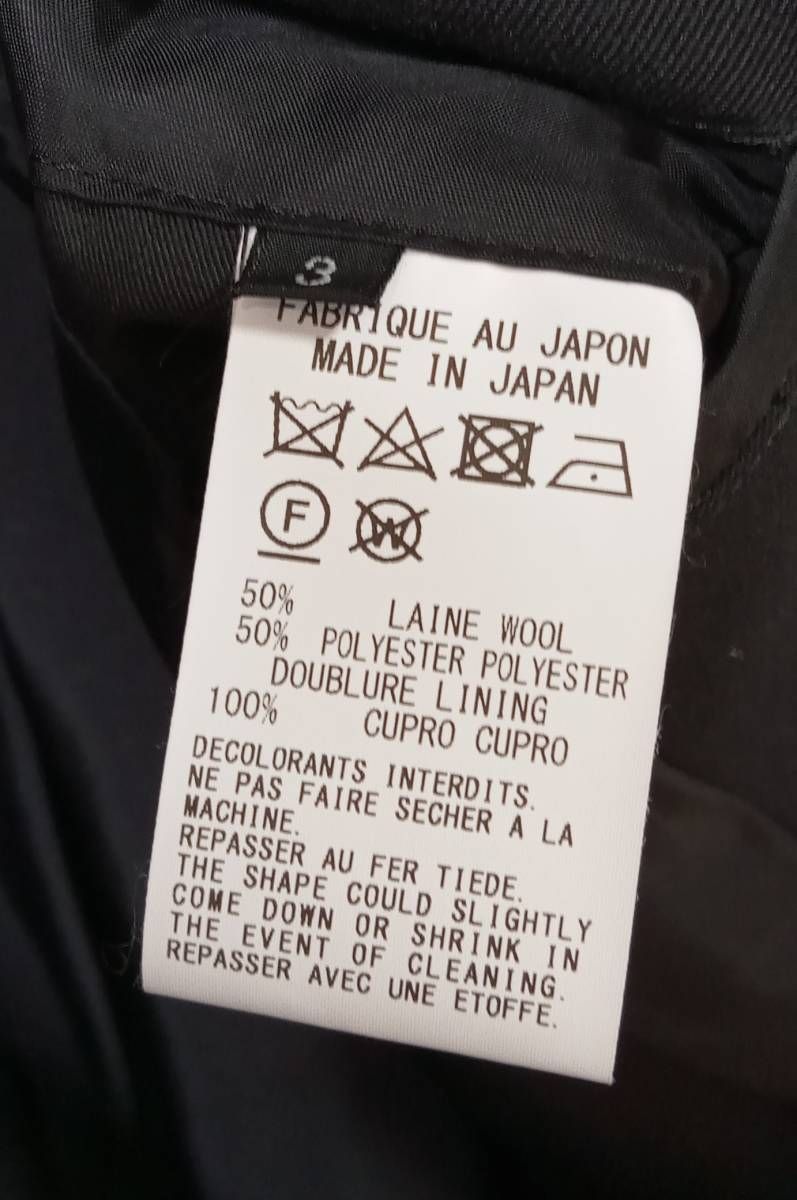 3
FABRIQUE AU JAPON
MADE IN JAPAN
F W
50% LAINE WOOL
50% POLYESTER POLYESTER
DOUBLURE LINING
100% CUPRO CUPRO
DECOLORANTS INTERDITS.
NE PAS FAIRE SECHER A LA
MACHINE.
REPASSER AU FER TIEDE.
THE SHAPE COULD SLIGHTLY
COME DOWN OR SHRINK IN
THE EVENT OF CLEANING.
REPASSER AVEC UNE ETOFFE.